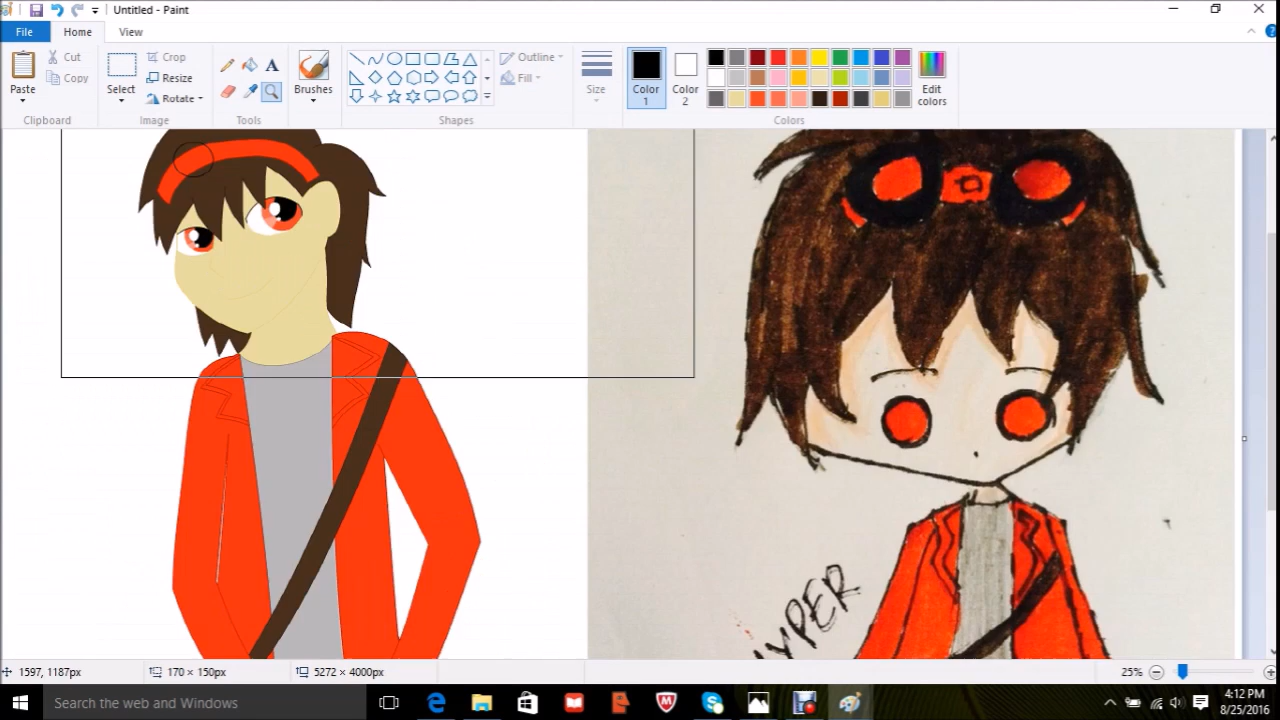 Untitled - Paint
File
Home
View
Paste
Cut
Copy
Clipboard
Select
Crop
Resize
Rotate
Image
A
Tools
Brushes
Outline
Fill
Shapes
Size
Color 1
Color 2
Edit colors
Colors
HYPER
1597, 1187px
170 × 150px
5272 × 4000px
25%
Search the web and Windows
4:12 PM
8/25/2016